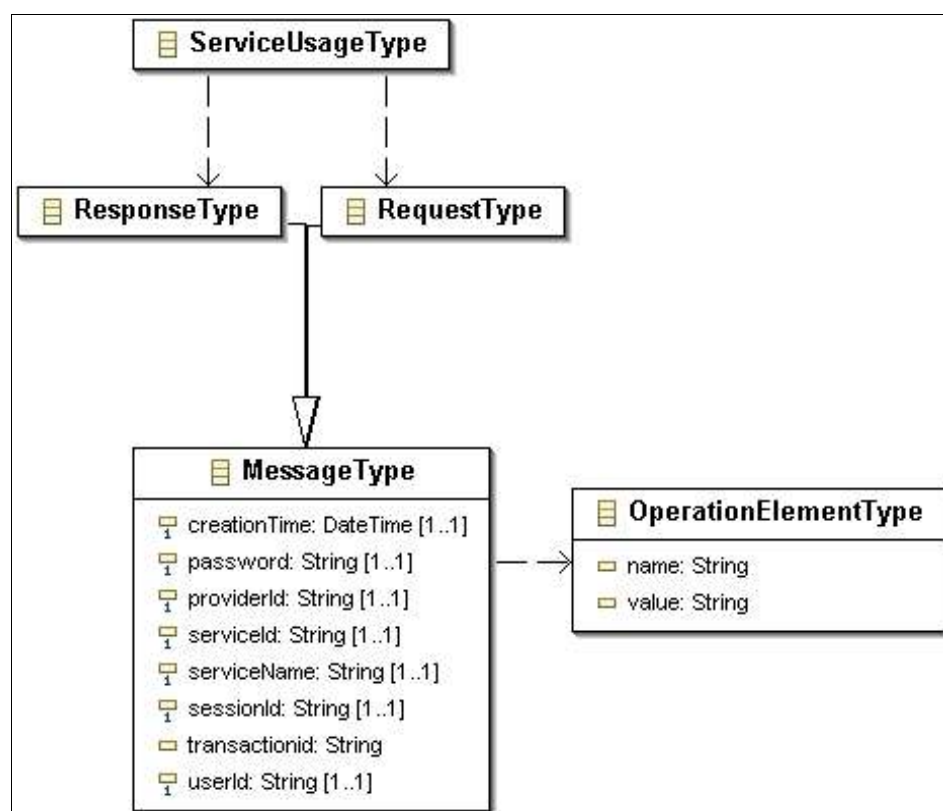 ServiceUsageType
ResponseType
RequestType
MessageType
creationTime: DateTime [1..1]
password: String [1..1]
providerId: String [1..1]
serviceId: String [1..1]
serviceName: String [1..1]
sessionId: String [1..1]
transactionid: String
userId: String [1..1]
OperationElementType
name: String
value: String